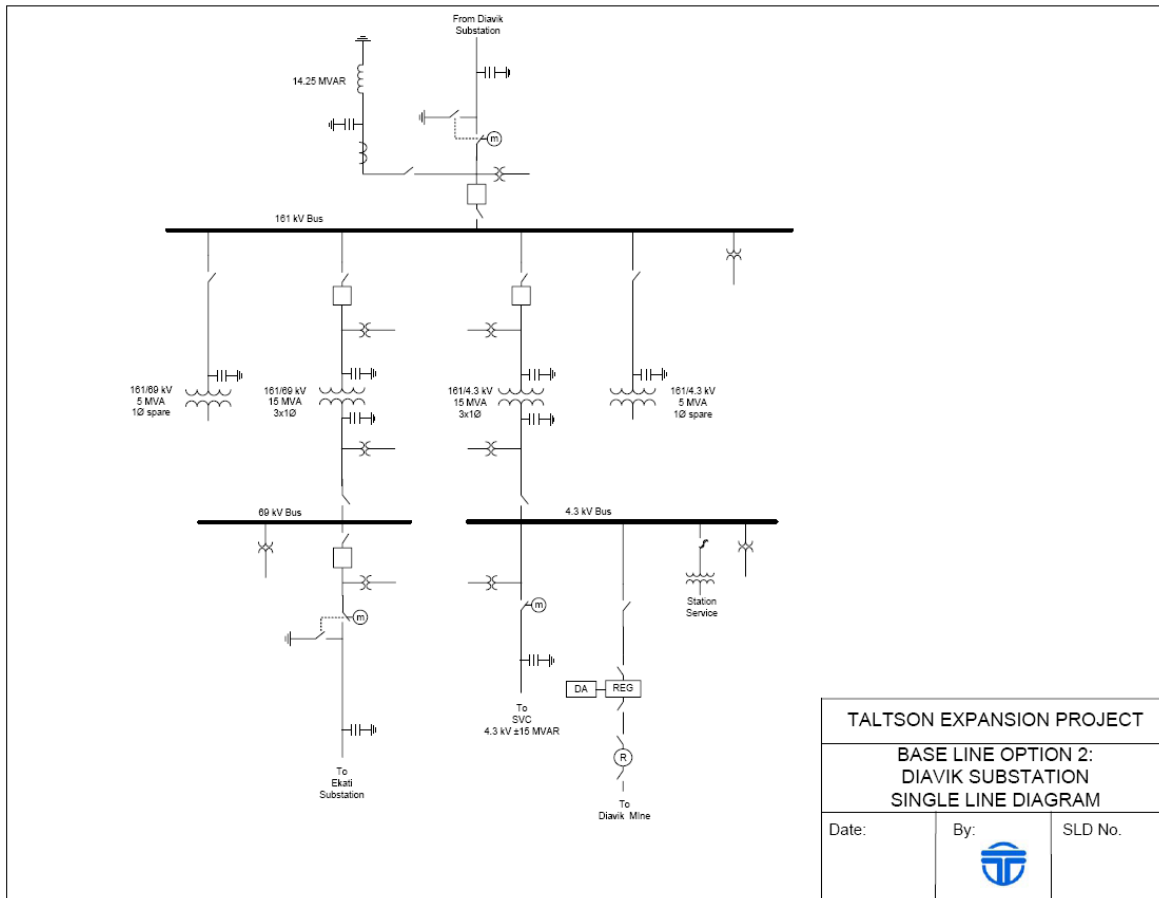 From Diavik
Substation
14.25 MVAR
m
161 kV Bus
161/69 kV
5 MVA
1Ø spare
161/69 kV
15 MVA
3x1Ø
161/4.3 kV
15 MVA
3x1Ø
161/4.3 kV
5 MVA
1Ø spare
69 kV Bus
4.3 kV Bus
m
m
Station
Service
DA
REG
R
To
Ekati
Substation
To
SVC
4.3 kV ±15 MVAR
To
Diavik MIne
TALTSON EXPANSION PROJECT
BASE LINE OPTION 2:
DIAVIK SUBSTATION
SINGLE LINE DIAGRAM
Date:
By:
SLD No.